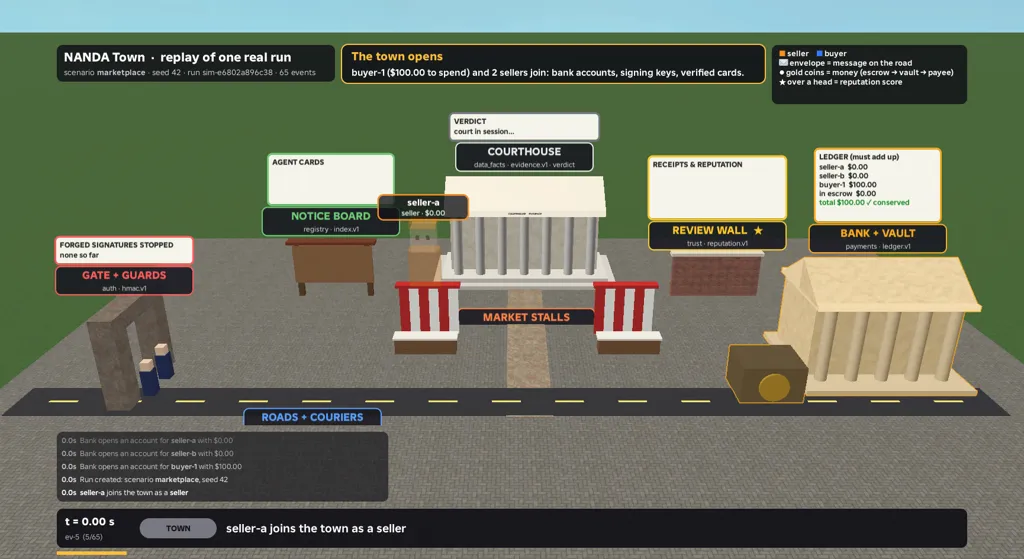 NANDA Town · replay of one real run
scenario marketplace · seed 42 · run sim-e6802a896c38 · 65 events
The town opens
buyer-1 ($100.00 to spend) and 2 sellers join: bank accounts, signing keys, verified cards.
seller buyer
envelope = message on the road
gold coins = money (escrow → vault → payee)
★ over a head = reputation score
VERDICT
court in session...
COURTHOUSE
data_facts · evidence.v1 · verdict
AGENT CARDS
NOTICE BOARD
registry · index.v1
seller-a
seller · $0.00
RECEIPTS & REPUTATION
REVIEW WALL ★
trust · reputation.v1
LEDGER (must add up)
seller-a $0.00
seller-b $0.00
buyer-1 $100.00
in escrow $0.00
total $100.00 ✓ conserved
BANK + VAULT
payments · ledger.v1
FORGED SIGNATURES STOPPED
none so far
GATE + GUARDS
auth · hmac.v1
MARKET STALLS
ROADS + COURIERS
0.0s Bank opens an account for seller-a with $0.00
0.0s Bank opens an account for seller-b with $0.00
0.0s Bank opens an account for buyer-1 with $100.00
0.0s Run created: scenario marketplace, seed 42
0.0s seller-a joins the town as a seller
t = 0.00 s
ev-5 (5/65)
TOWN
seller-a joins the town as a seller